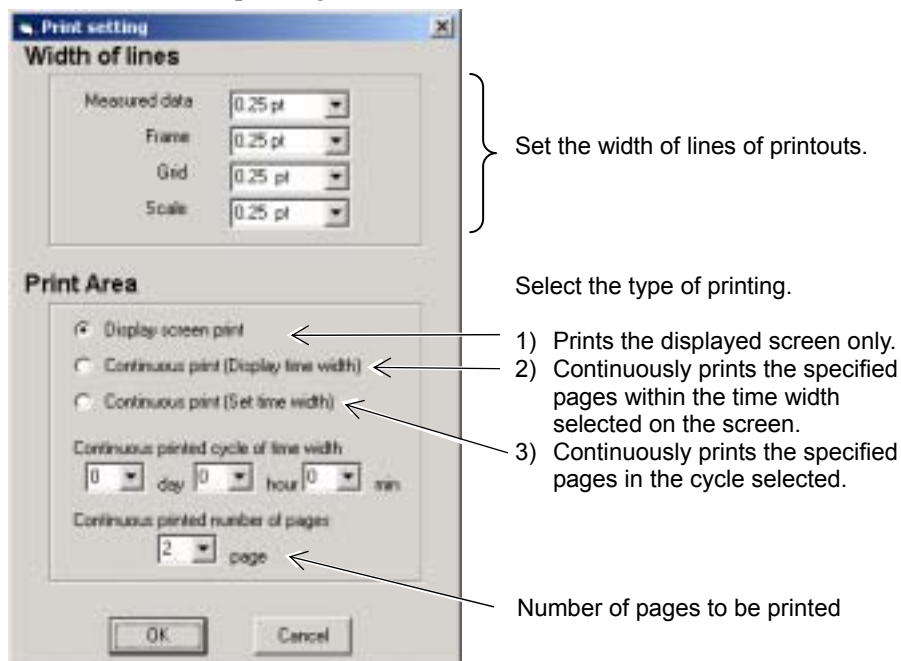 Print setting
Width of lines
Measured data 0.25 pt
Frame 0.25 pt
Grid 0.25 pt
Scale 0.25 pt
Set the width of lines of printouts.
Print Area
Select the type of printing.
Display screen print
Continuous print (Display time width)
Continuous print (Set time width)
1) Prints the displayed screen only.
2) Continuously prints the specified
pages within the time width
selected on the screen.
3) Continuously prints the specified
pages in the cycle selected.
Continuous printed cycle of time width
0 day 0 hour 0 min
Continuous printed number of pages
2 page
Number of pages to be printed
OK Cancel